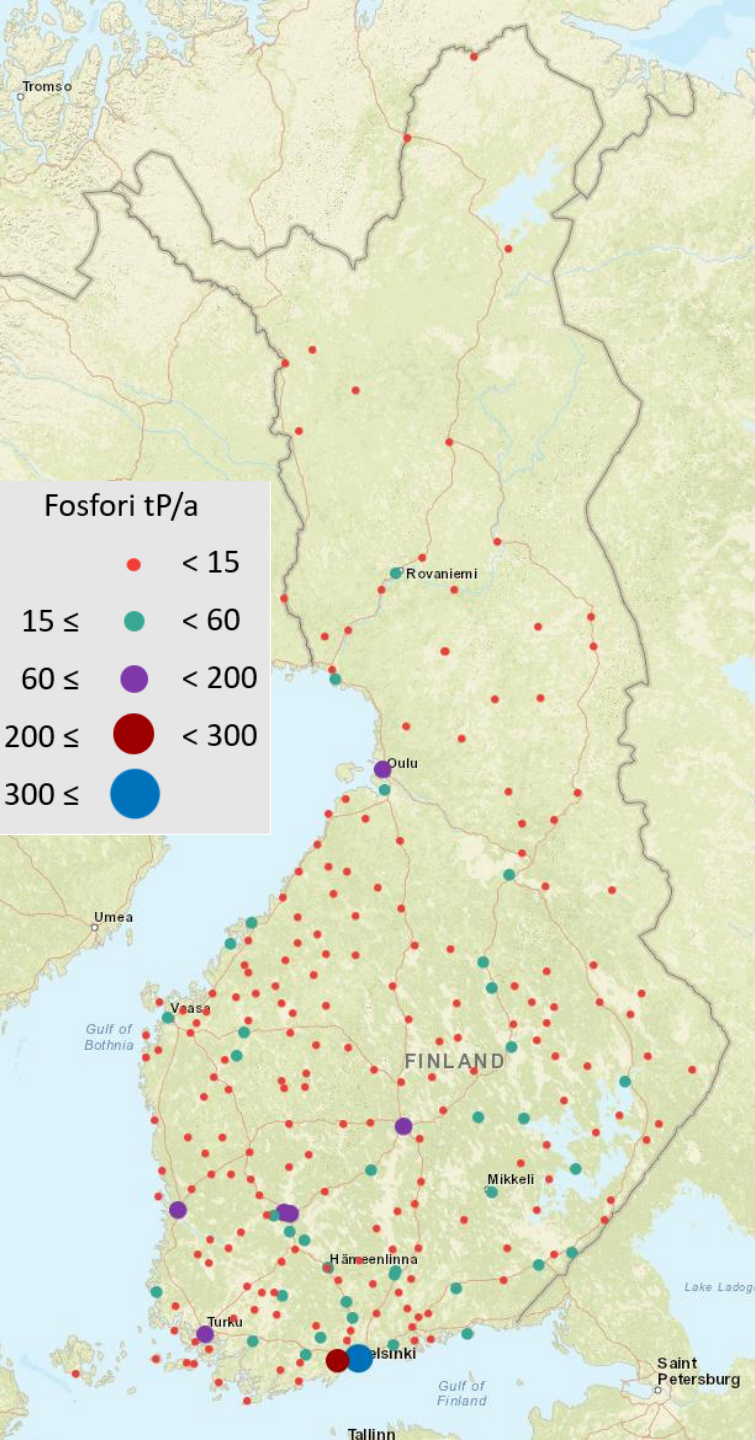 Tromso
Fosfori tP/a
< 15
15 ≤ < 60
60 ≤ < 200
200 ≤ < 300
300 ≤
Rovaniemi
Oulu
Umea
Vaasa
Gulf of
Bothnia
FINLAND
Mikkeli
Hämeenlinna
Lake Ladoga
Turku
elsinki
Gulf of
Finland
Saint
Petersburg
Tallinn